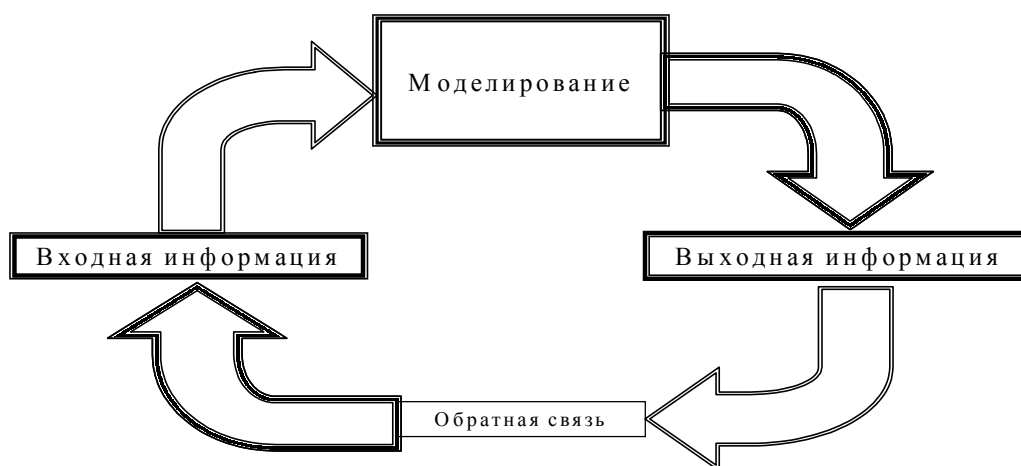 Моделирование
Входная информация
Выходная информация
Обратная связь